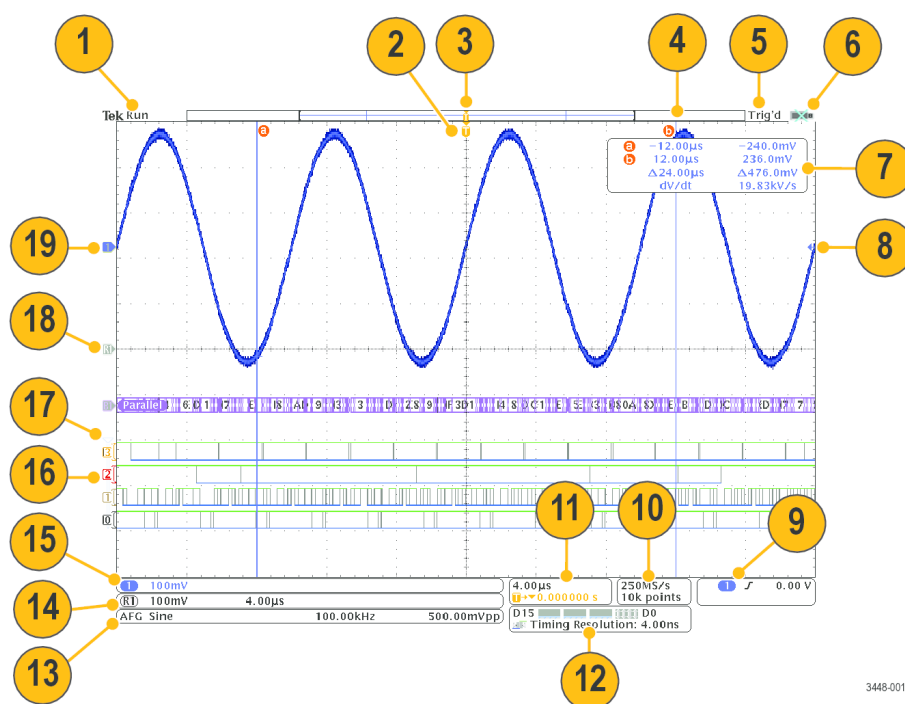 1 2 3 4 5 6
Tek Run Trig'd
a b T
a -12.00µs -240.0mV
b 12.00µs 236.0mV
Δ24.00µs Δ476.0mV
dV/dt 19.83kV/s
7
19 1 8
18 R1
Parallel
17
3
16 2
1
0
15 11 10 9
1 100mV
4.00µs
T→▼0.000000 s
250MS/s
10k points
1 0.00 V
14 R1 100mV 4.00µs
AFG Sine 100.00kHz 500.00mVpp
D15 D0
Timing Resolution: 4.00ns
13 12
3448-001